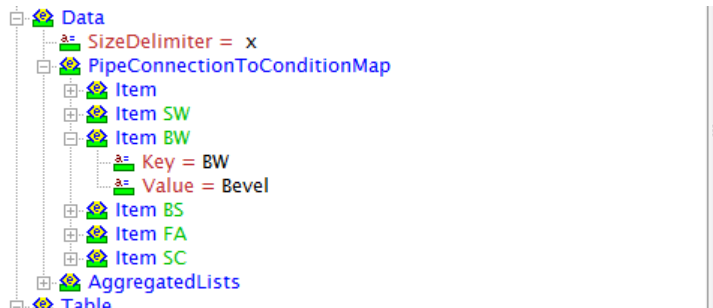 Data
SizeDelimiter = x
PipeConnectionToConditionMap
Item
Item SW
Item BW
Key = BW
Value = Bevel
Item BS
Item FA
Item SC
AggregatedLists
Table